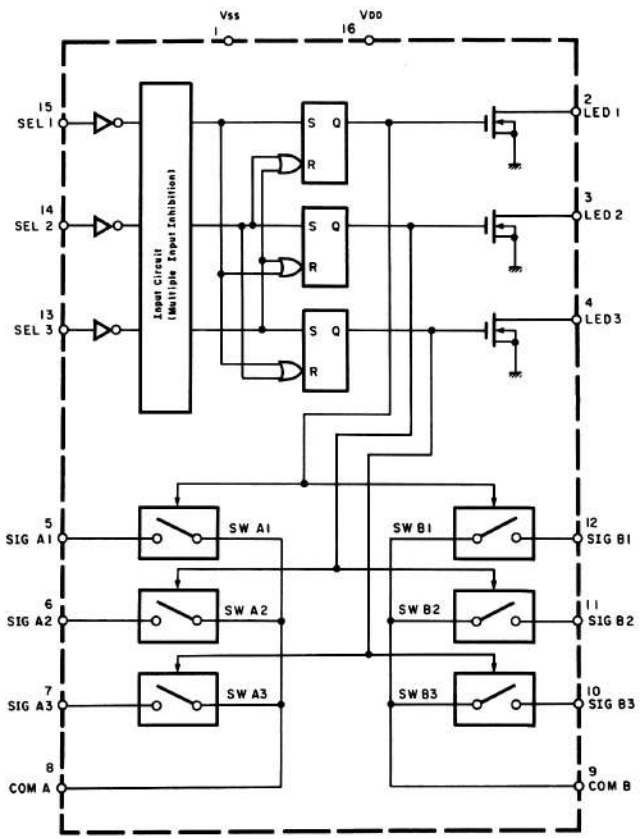 VSS
VDD
1
16
15
SEL 1
14
SEL 2
13
SEL 3
Input Circuit
(Multiple Input Inhibition)
S Q
R
S Q
R
S Q
R
2
LED 1
3
LED 2
4
LED 3
5
SIG A1
SW A1
SW B1
12
SIG B1
6
SIG A2
SW A2
SW B2
11
SIG B2
7
SIG A3
SW A3
SW B3
10
SIG B3
8
COM A
9
COM B